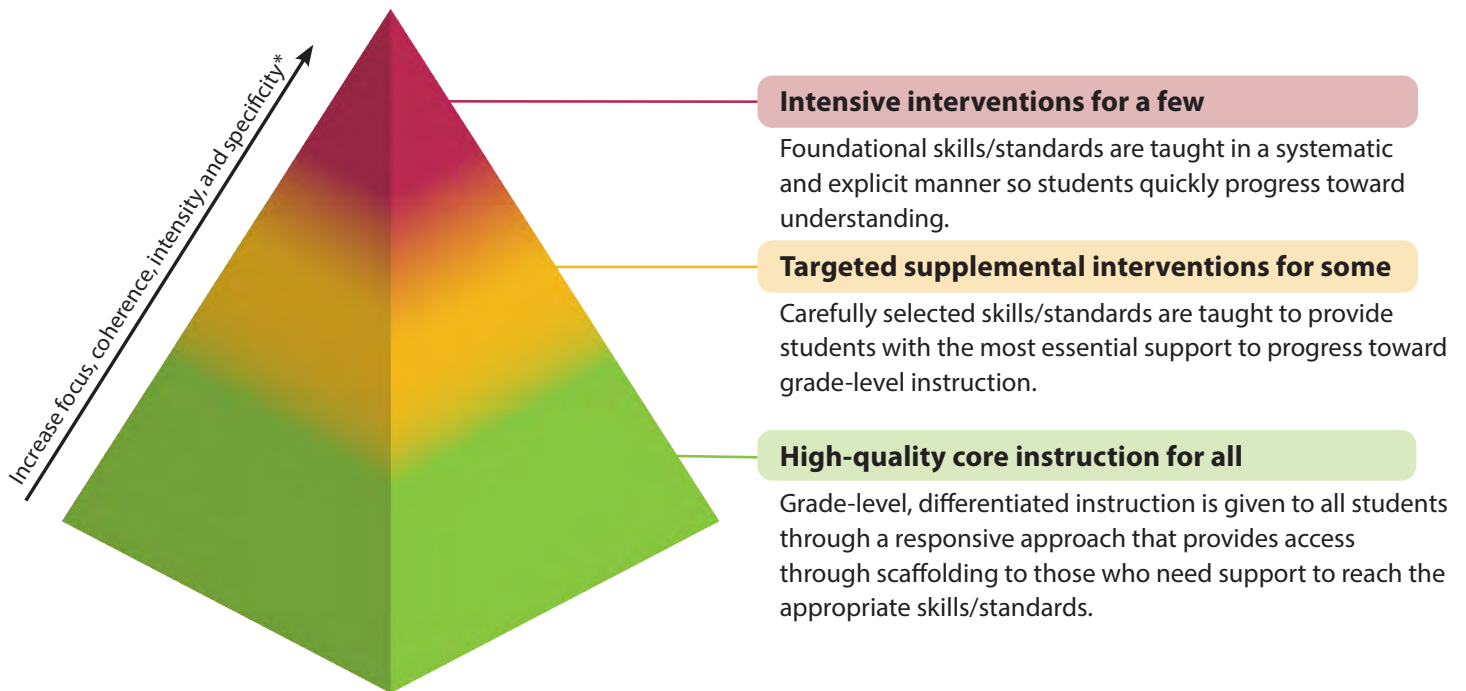 Increase focus, coherence, intensity, and specificity*
Intensive interventions for a few
Foundational skills/standards are taught in a systematic
and explicit manner so students quickly progress toward
understanding.
Targeted supplemental interventions for some
Carefully selected skills/standards are taught to provide
students with the most essential support to progress toward
grade-level instruction.
High-quality core instruction for all
Grade-level, differentiated instruction is given to all students
through a responsive approach that provides access
through scaffolding to those who need support to reach the
appropriate skills/standards.